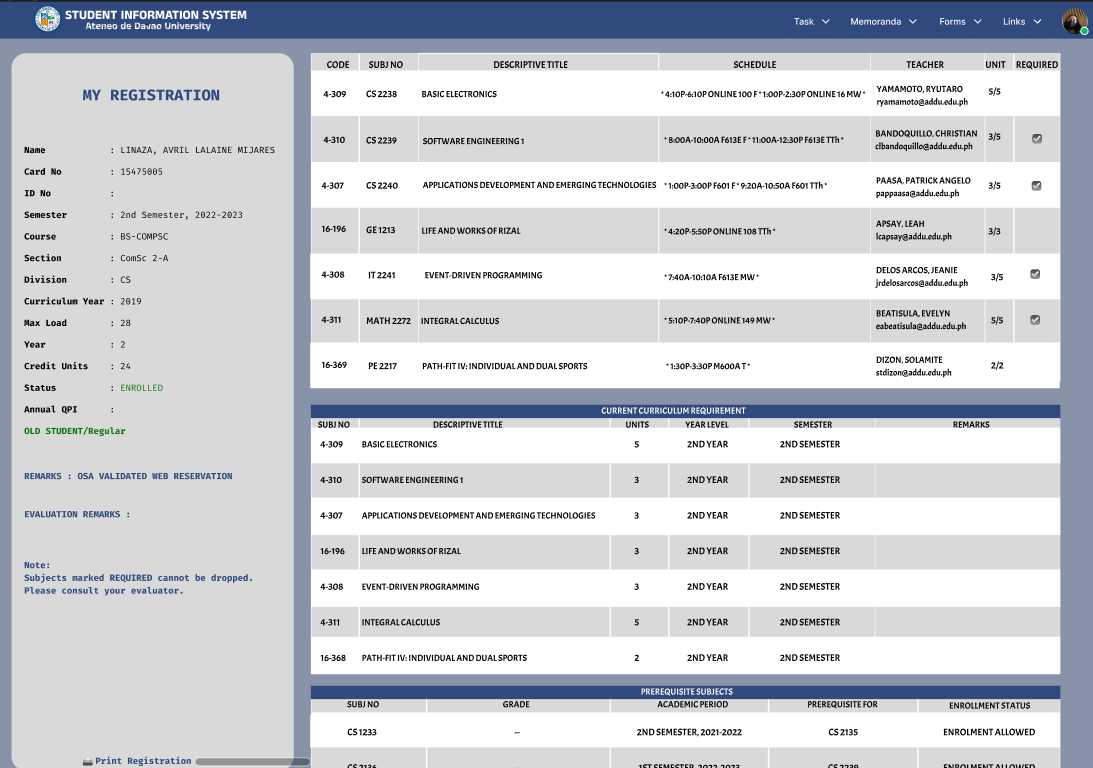 STUDENT INFORMATION SYSTEM
Ateneo de Davao University
Task Memoranda Forms Links
MY REGISTRATION
Name : LINAZA, AVRIL LALAINE MIJARES
Card No : 15475005
ID No :
Semester : 2nd Semester, 2022-2023
Course : BS-COMPSC
Section : ComSc 2-A
Division : CS
Curriculum Year : 2019
Max Load : 28
Year : 2
Credit Units : 24
Status : ENROLLED
Annual QPI :
OLD STUDENT/Regular
REMARKS : OSA VALIDATED WEB RESERVATION
EVALUATION REMARKS :
Note:
Subjects marked REQUIRED cannot be dropped.
Please consult your evaluator.
Print Registration
CODE SUBJ NO DESCRIPTIVE TITLE SCHEDULE TEACHER UNIT REQUIRED
4-309 CS 2238 BASIC ELECTRONICS * 4:10P-6:10P ONLINE 100 F * 1:00P-2:30P ONLINE 16 MW * YAMAMOTO, RYUTARO 5/5
ryamamoto@addu.edu.ph
4-310 CS 2239 SOFTWARE ENGINEERING 1 * 8:00A-10:00A F613E F * 11:00A-12:30P F613E TTh * BANDOQUILLO, CHRISTIAN 3/5
clbandoquillo@addu.edu.ph
4-307 CS 2240 APPLICATIONS DEVELOPMENT AND EMERGING TECHNOLOGIES * 1:00P-3:00P F601 F * 9:20A-10:50A F601 TTh * PAASA, PATRICK ANGELO 3/5
pappaasa@addu.edu.ph
16-196 GE 1213 LIFE AND WORKS OF RIZAL * 4:20P-5:50P ONLINE 108 TTh * APSAY, LEAH 3/3
lcapsay@addu.edu.ph
4-308 IT 2241 EVENT-DRIVEN PROGRAMMING * 7:40A-10:10A F613E MW * DELOS ARCOS, JEANIE 3/5
jrdelosarcos@addu.edu.ph
4-311 MATH 2272 INTEGRAL CALCULUS * 5:10P-7:40P ONLINE 149 MW * BEATISULA, EVELYN 5/5
eabeatisula@addu.edu.ph
16-369 PE 2217 PATH-FIT IV: INDIVIDUAL AND DUAL SPORTS * 1:30P-3:30P M600A T * DIZON, SOLAMITE 2/2
stdizon@addu.edu.ph
CURRENT CURRICULUM REQUIREMENT
SUBJ NO DESCRIPTIVE TITLE UNITS YEAR LEVEL SEMESTER REMARKS
4-309 BASIC ELECTRONICS 5 2ND YEAR 2ND SEMESTER
4-310 SOFTWARE ENGINEERING 1 3 2ND YEAR 2ND SEMESTER
4-307 APPLICATIONS DEVELOPMENT AND EMERGING TECHNOLOGIES 3 2ND YEAR 2ND SEMESTER
16-196 LIFE AND WORKS OF RIZAL 3 2ND YEAR 2ND SEMESTER
4-308 EVENT-DRIVEN PROGRAMMING 3 2ND YEAR 2ND SEMESTER
4-311 INTEGRAL CALCULUS 5 2ND YEAR 2ND SEMESTER
16-368 PATH-FIT IV: INDIVIDUAL AND DUAL SPORTS 2 2ND YEAR 2ND SEMESTER
PREREQUISITE SUBJECTS
SUBJ NO GRADE ACADEMIC PERIOD PREREQUISITE FOR ENROLLMENT STATUS
CS 1233 -- 2ND SEMESTER, 2021-2022 CS 2135 ENROLMENT ALLOWED
CS 2136 -- 1ST SEMESTER, 2022-2023 CS 2239 ENROLMENT ALLOWED